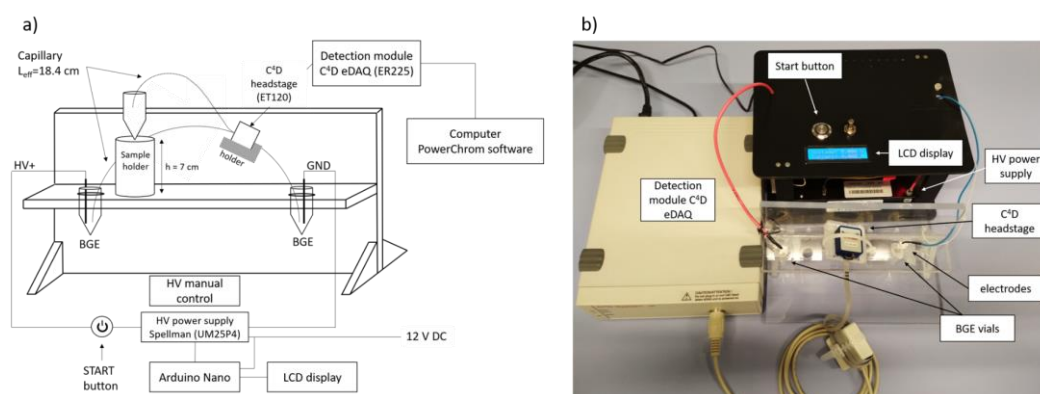 a)
Capillary
Leff=18.4 cm
C⁴D
headstage
(ET120)
Detection module
C⁴D eDAQ (ER225)
Computer
PowerChrom software
HV+
Sample
holder
h = 7 cm
holder
GND
BGE
BGE
HV manual
control
HV power supply
Spellman (UM25P4)
12 V DC
START
button
Arduino Nano
LCD display
b)
Start button
LCD display
HV power
supply
Detection
module C⁴D
eDAQ
C⁴D
headstage
electrodes
BGE vials